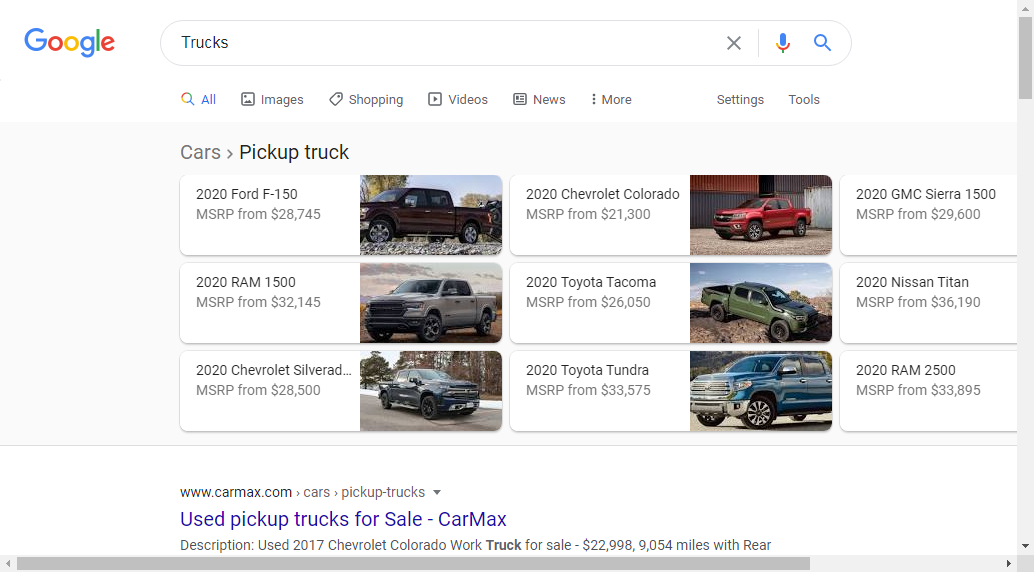 Google
Trucks
All Images Shopping Videos News More Settings Tools
Cars › Pickup truck
2020 Ford F-150
MSRP from $28,745
2020 Chevrolet Colorado
MSRP from $21,300
2020 GMC Sierra 1500
MSRP from $29,600
2020 RAM 1500
MSRP from $32,145
2020 Toyota Tacoma
MSRP from $26,050
2020 Nissan Titan
MSRP from $36,190
2020 Chevrolet Silverad...
MSRP from $28,500
2020 Toyota Tundra
MSRP from $33,575
2020 RAM 2500
MSRP from $33,895
www.carmax.com › cars › pickup-trucks
Used pickup trucks for Sale - CarMax
Description: Used 2017 Chevrolet Colorado Work Truck for sale - $22,998, 9,054 miles with Rear